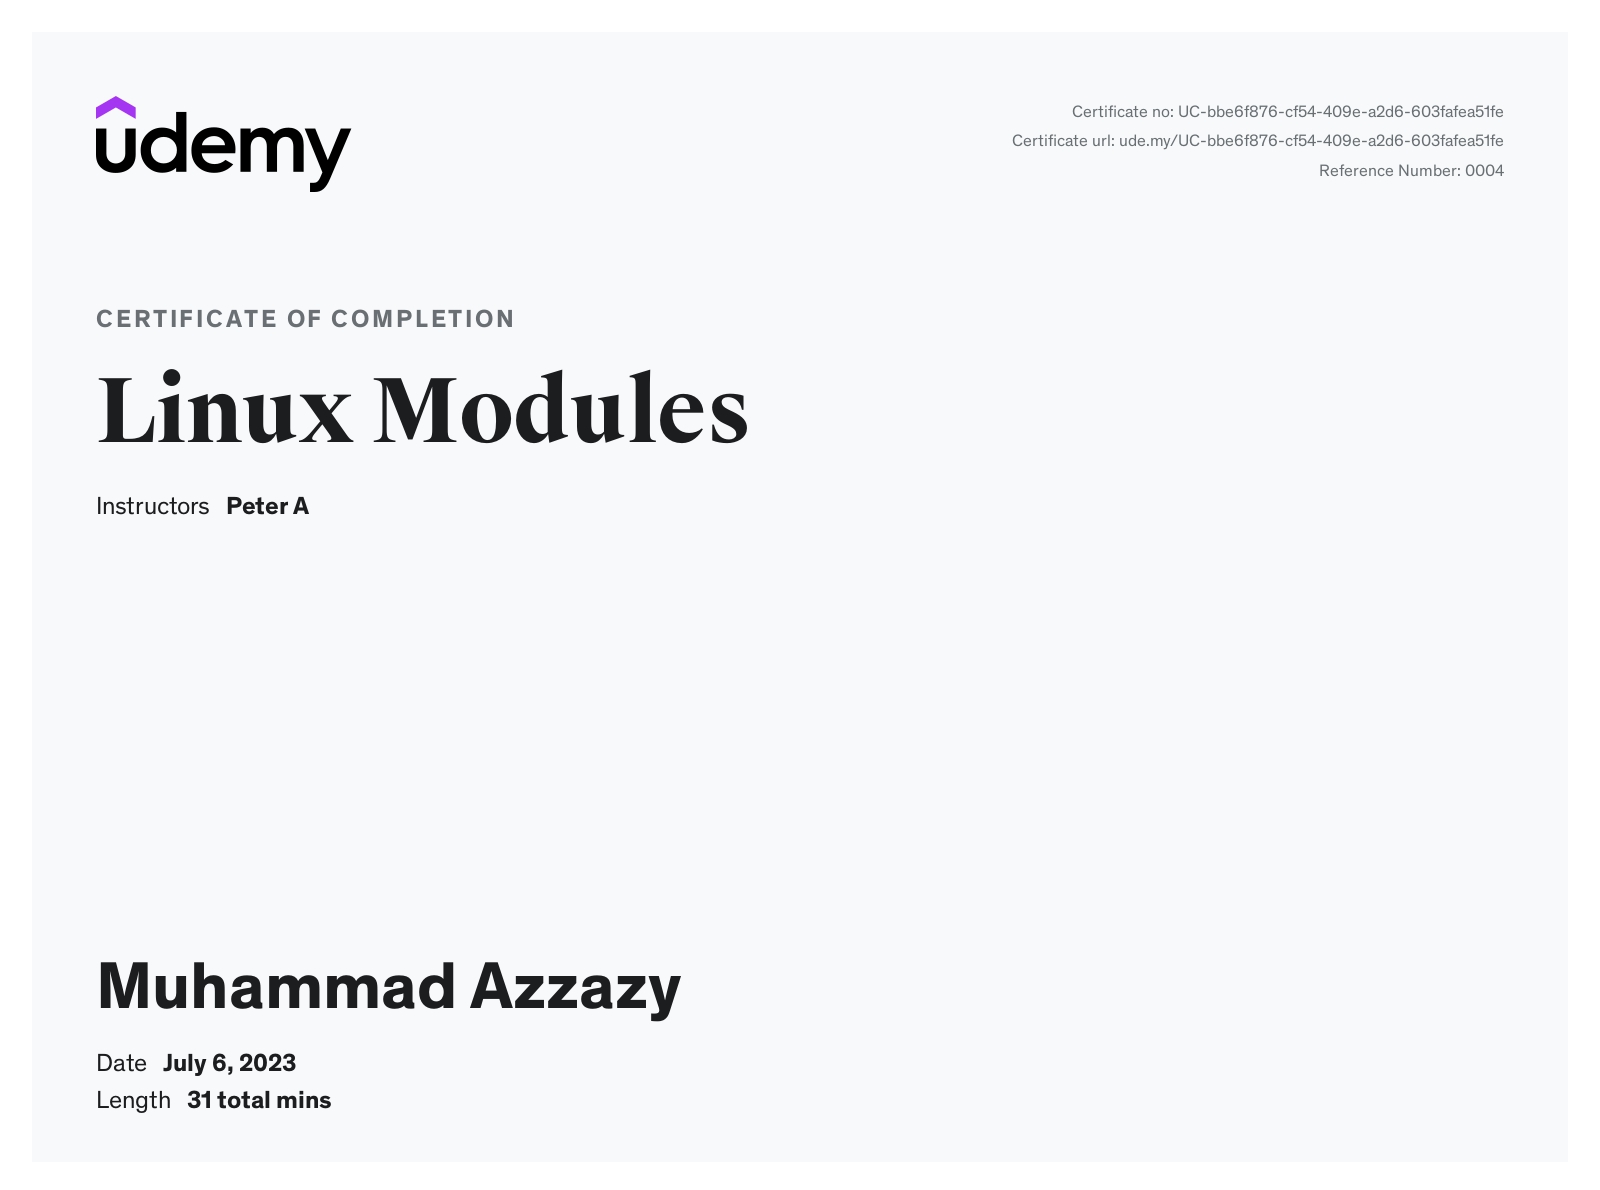 udemy
Certificate no: UC-bbe6f876-cf54-409e-a2d6-603fafea51fe
Certificate url: ude.my/UC-bbe6f876-cf54-409e-a2d6-603fafea51fe
Reference Number: 0004
CERTIFICATE OF COMPLETION
Linux Modules
Instructors Peter A
Muhammad Azzazy
Date July 6, 2023
Length 31 total mins